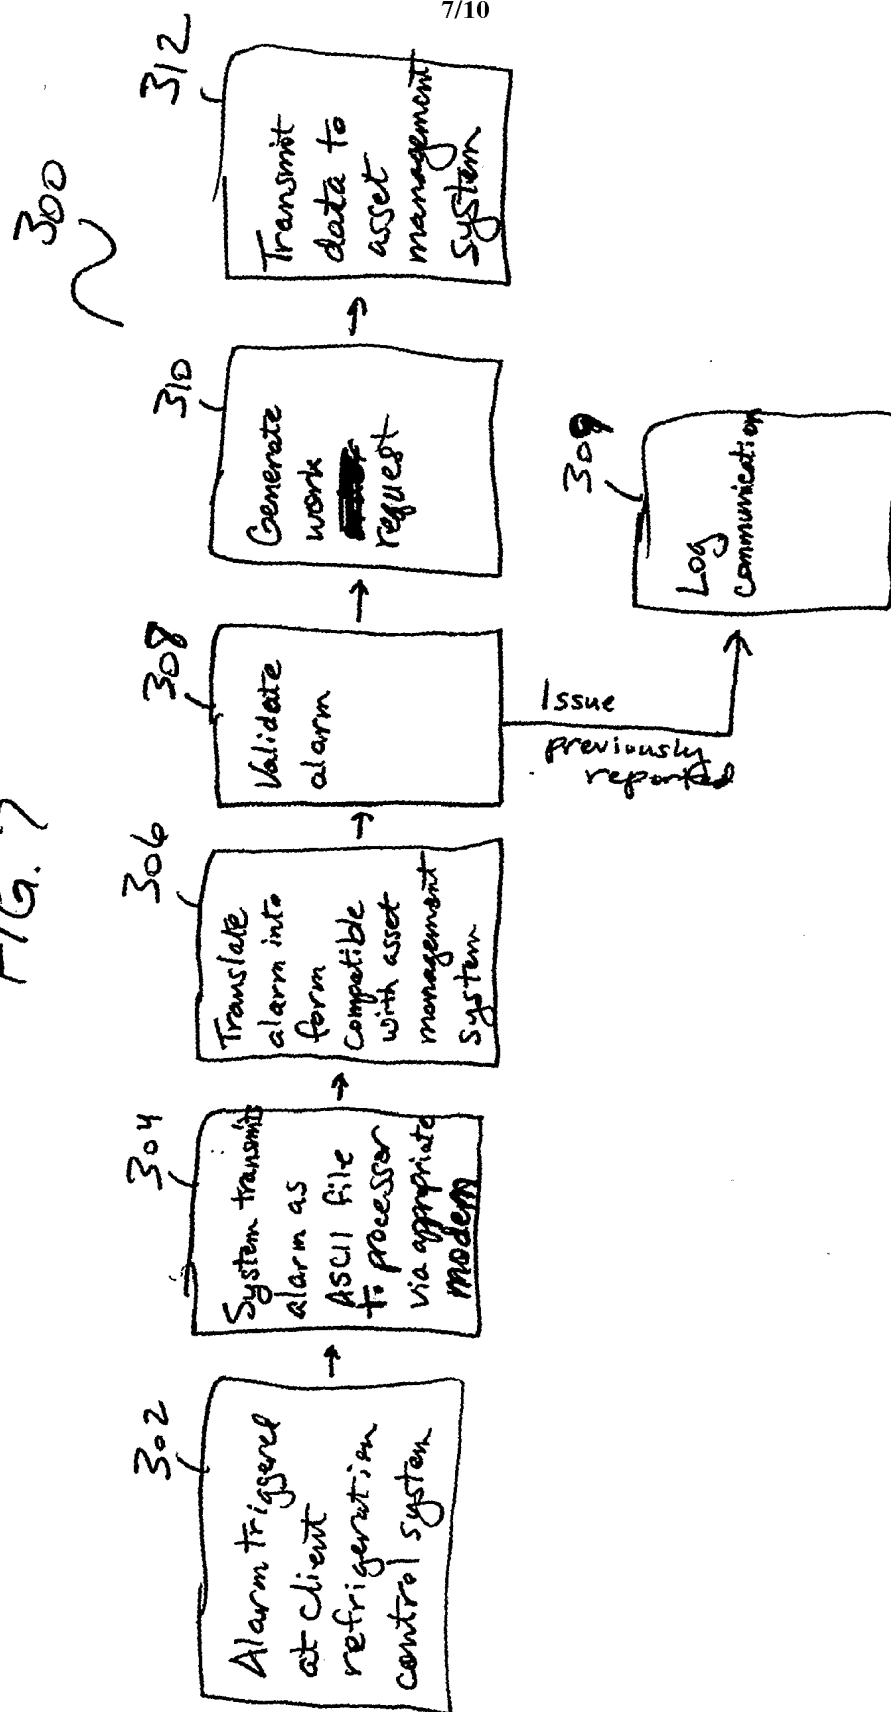 7/10
FIG. 7
300
302
Alarm triggered
at client
refrigeration
control system
304
System transmits
alarm as
ASCII file
to processor
via appropriate
modem
306
Translate
alarm into
form
compatible
with asset
management
system
308
Validate
alarm
Issue
previously
reported
309
Log
communication
310
Generate
work
request
312
Transmit
data to
asset
management
system